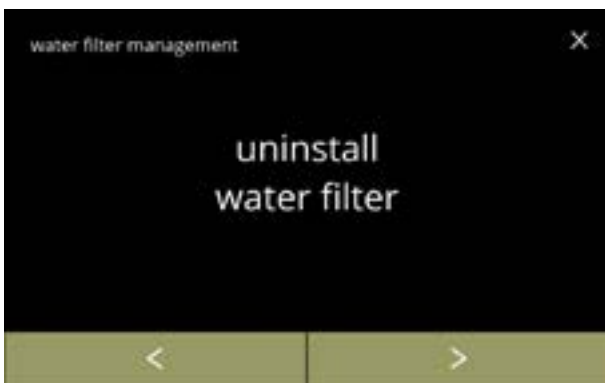 water filter management
×
uninstall
water filter
< >